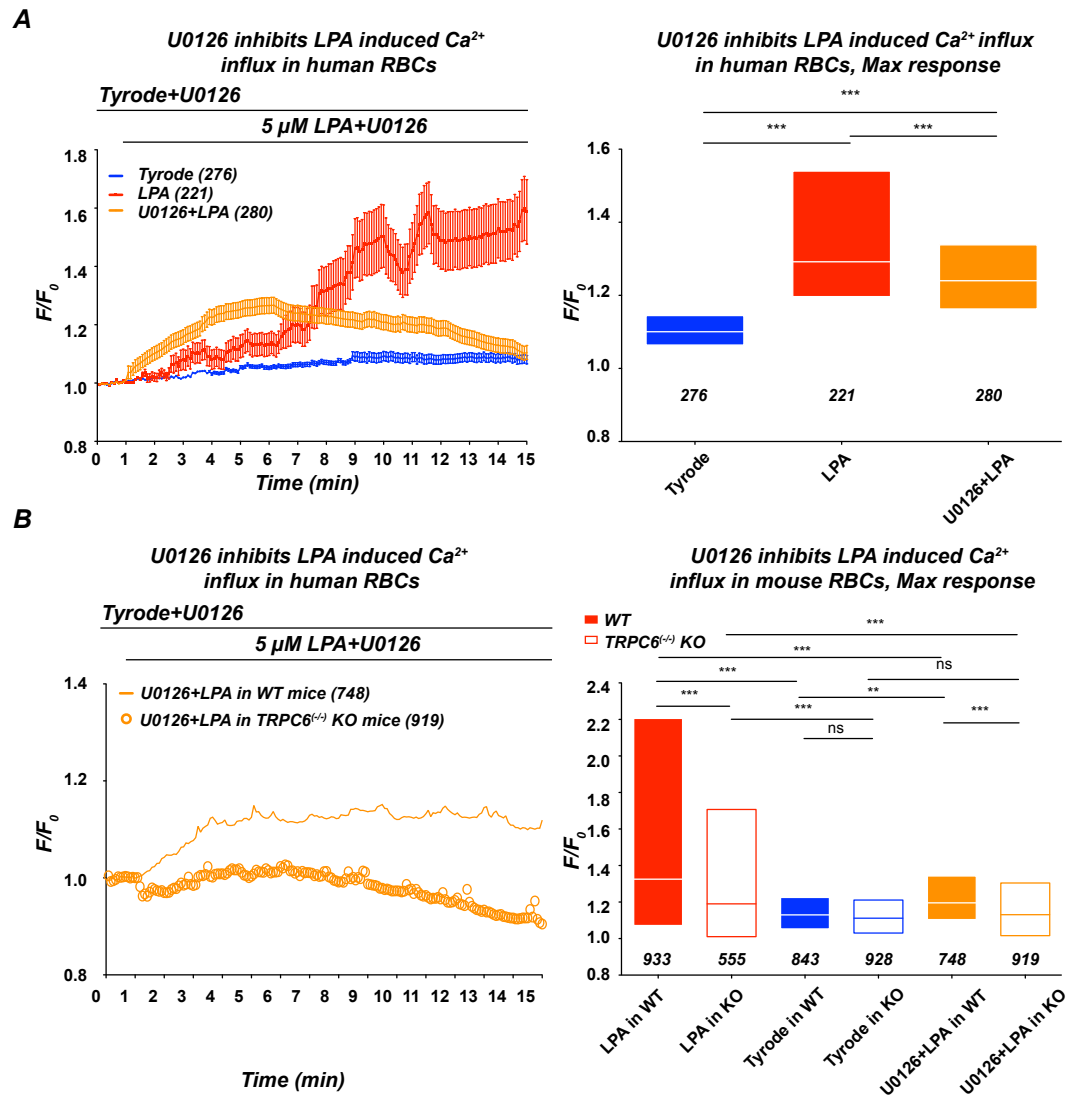 A
U0126 inhibits LPA induced Ca²⁺
influx in human RBCs
Tyrode+U0126
5 µM LPA+U0126
Tyrode (276)
LPA (221)
U0126+LPA (280)
F/F₀
1.8
1.6
1.4
1.2
1.0
0.8
0 1 2 3 4 5 6 7 8 9 10 11 12 13 14 15
Time (min)
U0126 inhibits LPA induced Ca²⁺ influx
in human RBCs, Max response
***
*** ***
F/F₀
1.6
1.4
1.2
1.0
0.8
276 221 280
Tyrode
LPA
U0126+LPA
B
U0126 inhibits LPA induced Ca²⁺
influx in human RBCs
Tyrode+U0126
5 µM LPA+U0126
U0126+LPA in WT mice (748)
U0126+LPA in TRPC6⁽⁻/⁻⁾ KO mice (919)
F/F₀
1.4
1.2
1.0
0.8
0 1 2 3 4 5 6 7 8 9 10 11 12 13 14 15
Time (min)
U0126 inhibits LPA induced Ca²⁺
influx in mouse RBCs, Max response
WT
TRPC6⁽⁻/⁻⁾ KO
***
***
ns
***
**
***
***
***
ns
F/F₀
2.4
2.2
2.0
1.8
1.6
1.4
1.2
1.0
0.8
933 555 843 928 748 919
LPA in WT
LPA in KO
Tyrode in WT
Tyrode in KO
U0126+LPA in WT
U0126+LPA in KO